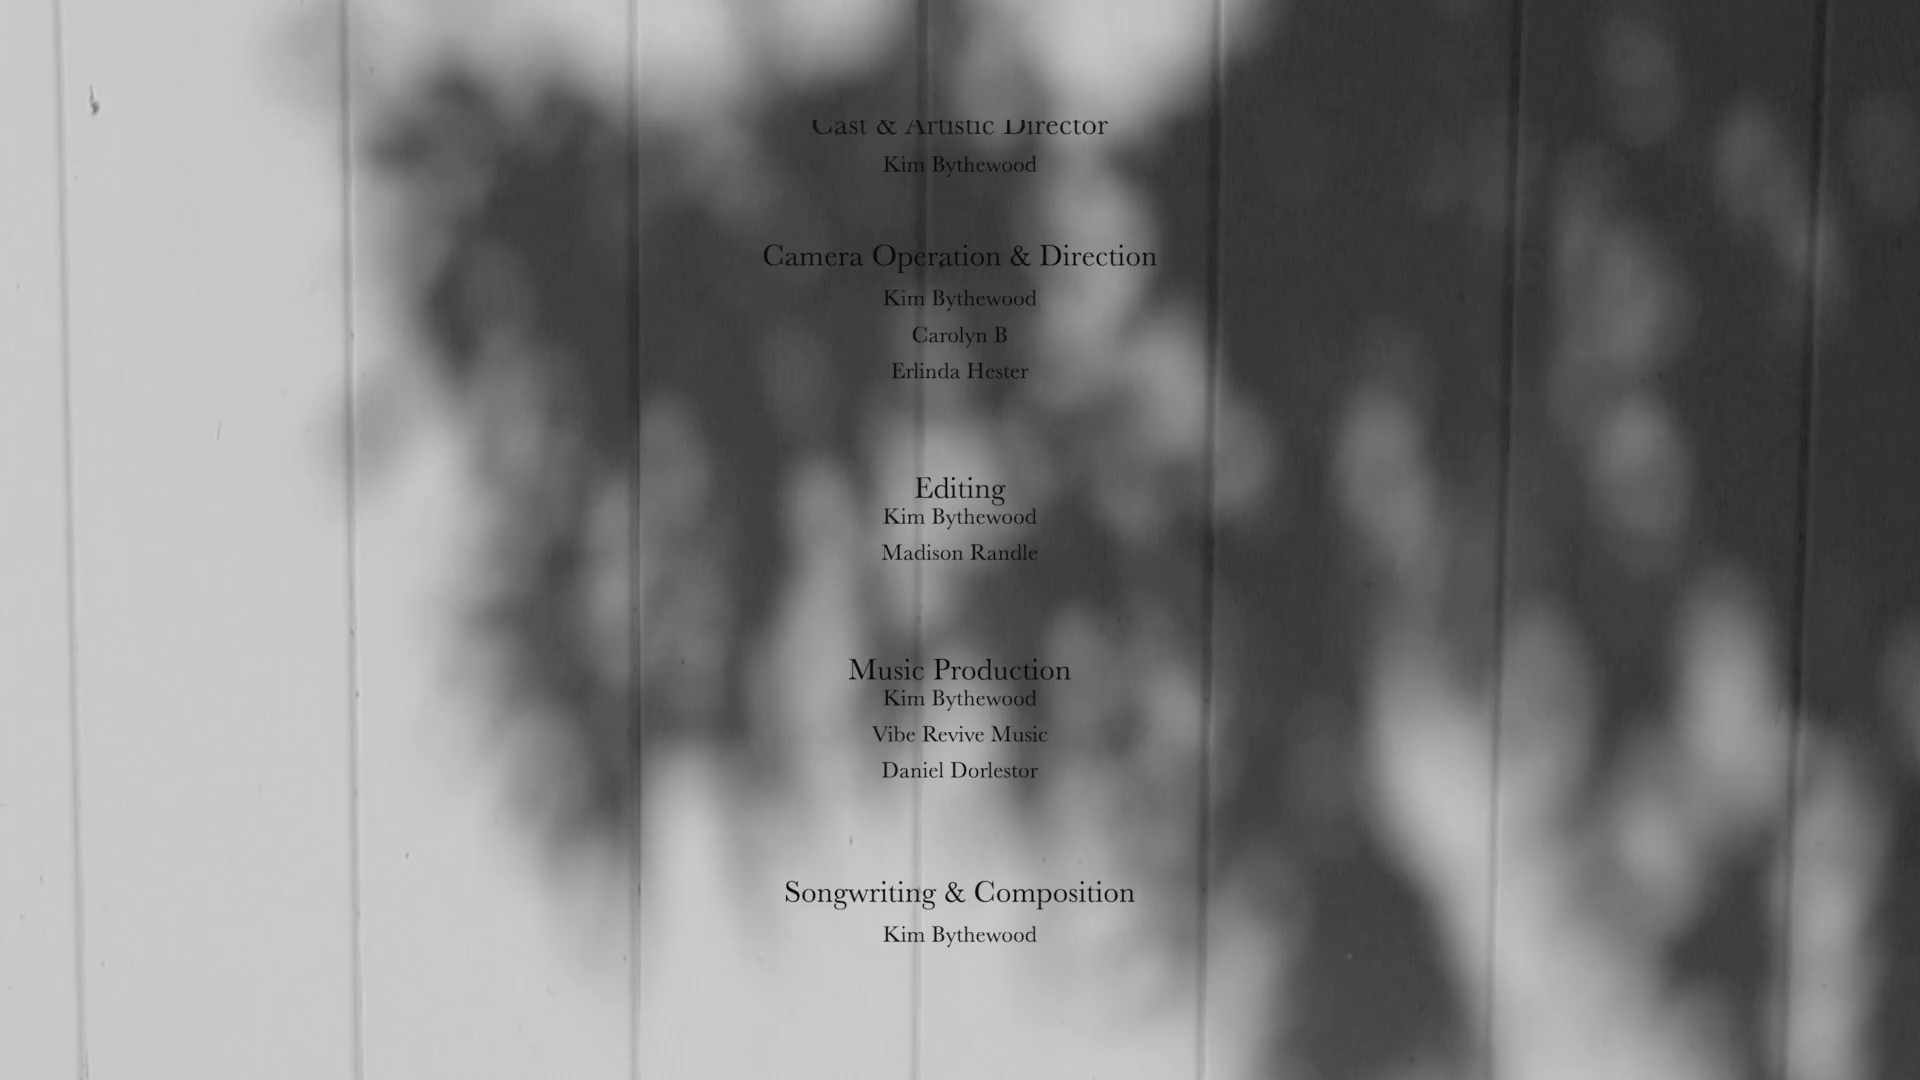 Cast & Artistic Director
Kim Bythewood
Camera Operation & Direction
Kim Bythewood
Carolyn B
Erlinda Hester
Editing
Kim Bythewood
Madison Randle
Music Production
Kim Bythewood
Vibe Revive Music
Daniel Dorlestor
Songwriting & Composition
Kim Bythewood